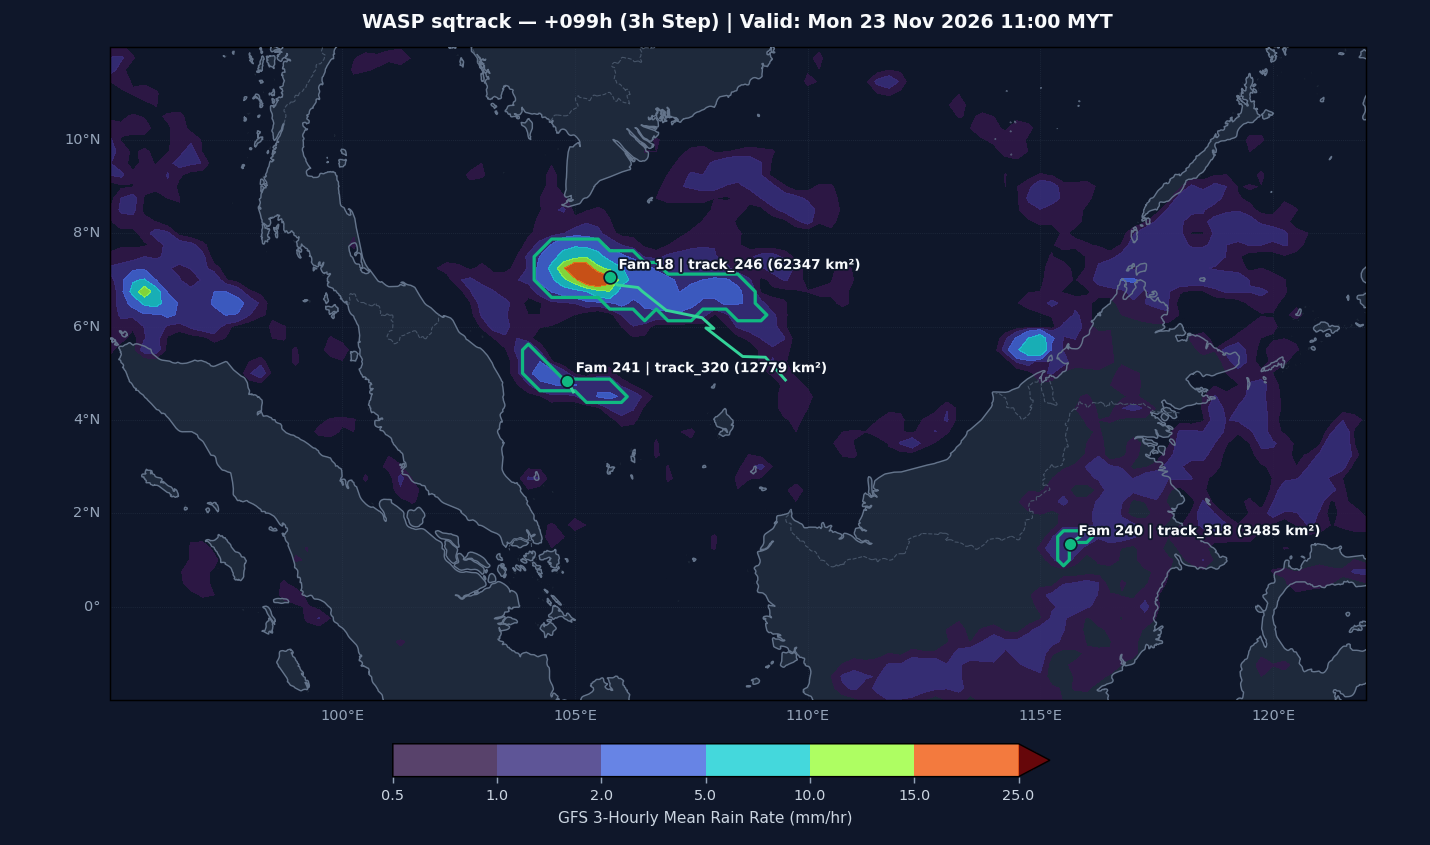 WASP sqtrack — +099h (3h Step) | Valid: Mon 23 Nov 2026 11:00 MYT
10°N
8°N
Fam 18 | track_246 (62347 km²)
6°N
Fam 241 | track_320 (12779 km²)
4°N
2°N
Fam 240 | track_318 (3485 km²)
0°
100°E
105°E
110°E
115°E
120°E
0.5
1.0
2.0
5.0
10.0
15.0
25.0
GFS 3-Hourly Mean Rain Rate (mm/hr)